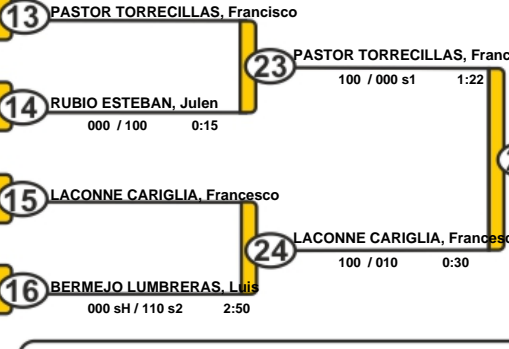 13 PASTOR TORRECILLAS, Francisco
23 PASTOR TORRECILLAS, Franc
100 / 000 s1 1:22
14 RUBIO ESTEBAN, Julen
000 / 100 0:15
15 LACONNE CARIGLIA, Francesco
24 LACONNE CARIGLIA, Francesc
100 / 010 0:30
16 BERMEJO LUMBRERAS, Luis
000 sH / 110 s2 2:50